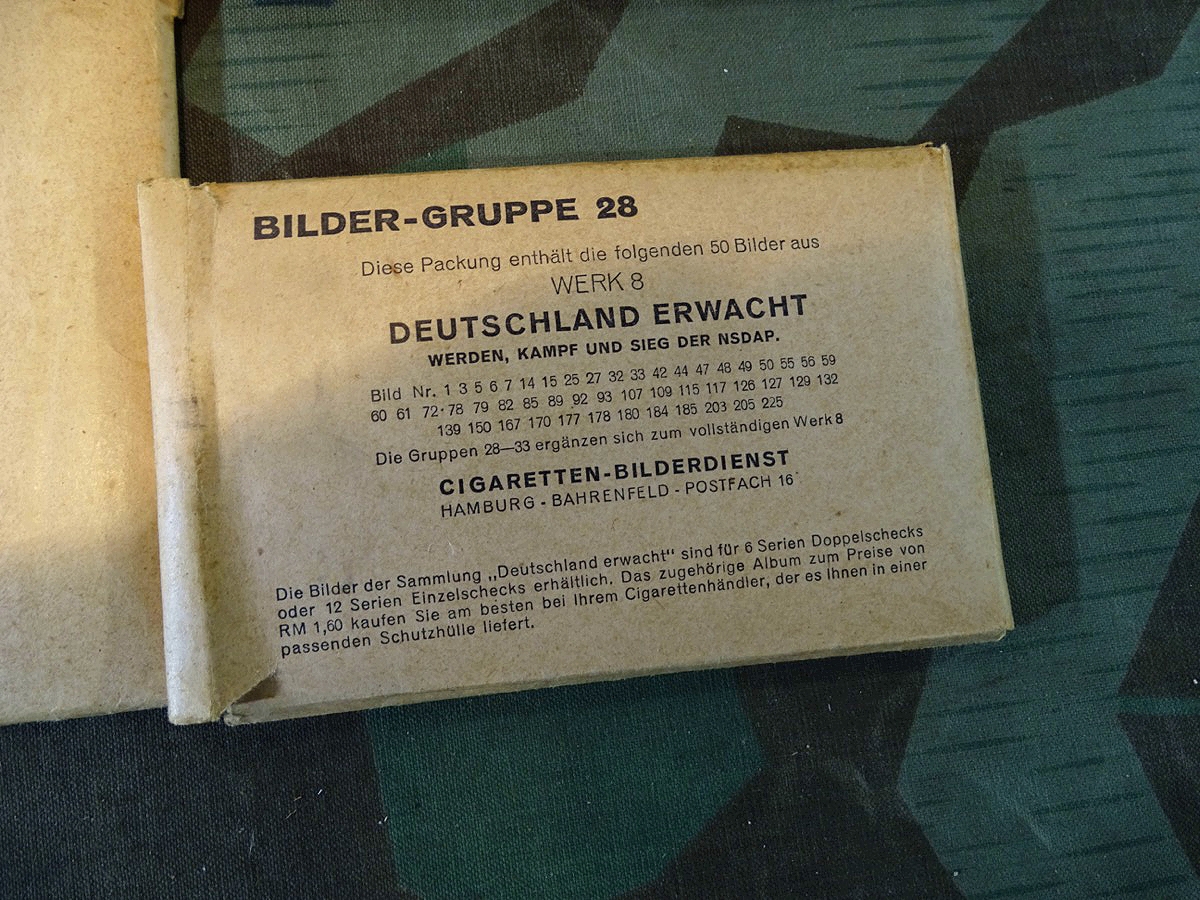 BILDER-GRUPPE 28
Diese Packung enthält die folgenden 50 Bilder aus
WERK 8
DEUTSCHLAND ERWACHT
WERDEN, KAMPF UND SIEG DER NSDAP.
Bild Nr. 1 3 5 6 7 14 15 25 27 32 33 42 44 47 48 49 50 55 56 59
60 61 72 78 79 82 85 89 92 93 107 109 115 117 126 127 129 132
139 150 167 170 177 178 180 184 185 203 205 225
Die Gruppen 28—33 ergänzen sich zum vollständigen Werk 8
CIGARETTEN-BILDERDIENST
HAMBURG - BAHRENFELD - POSTFACH 16
Die Bilder der Sammlung „Deutschland erwacht" sind für 6 Serien Doppelschecks
oder 12 Serien Einzelschecks erhältlich. Das zugehörige Album zum Preise von
RM 1,60 kaufen Sie am besten bei Ihrem Cigarettenhändler, der es Ihnen in einer
passenden Schutzhülle liefert.